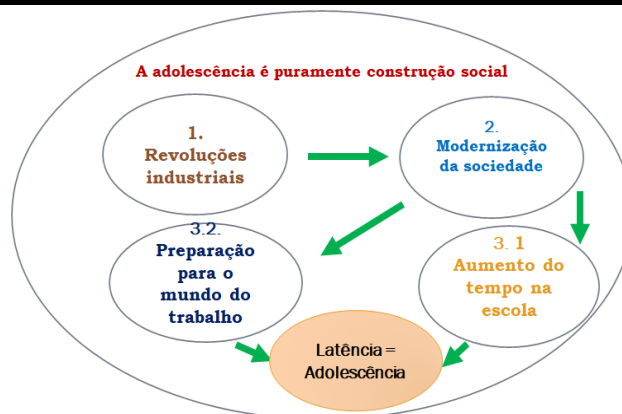 A adolescência é puramente construção social
1.
Revoluções
industriais
2.
Modernização
da sociedade
3.2.
Preparação
para o
mundo do
trabalho
3. 1
Aumento do
tempo na
escola
Latência =
Adolescência